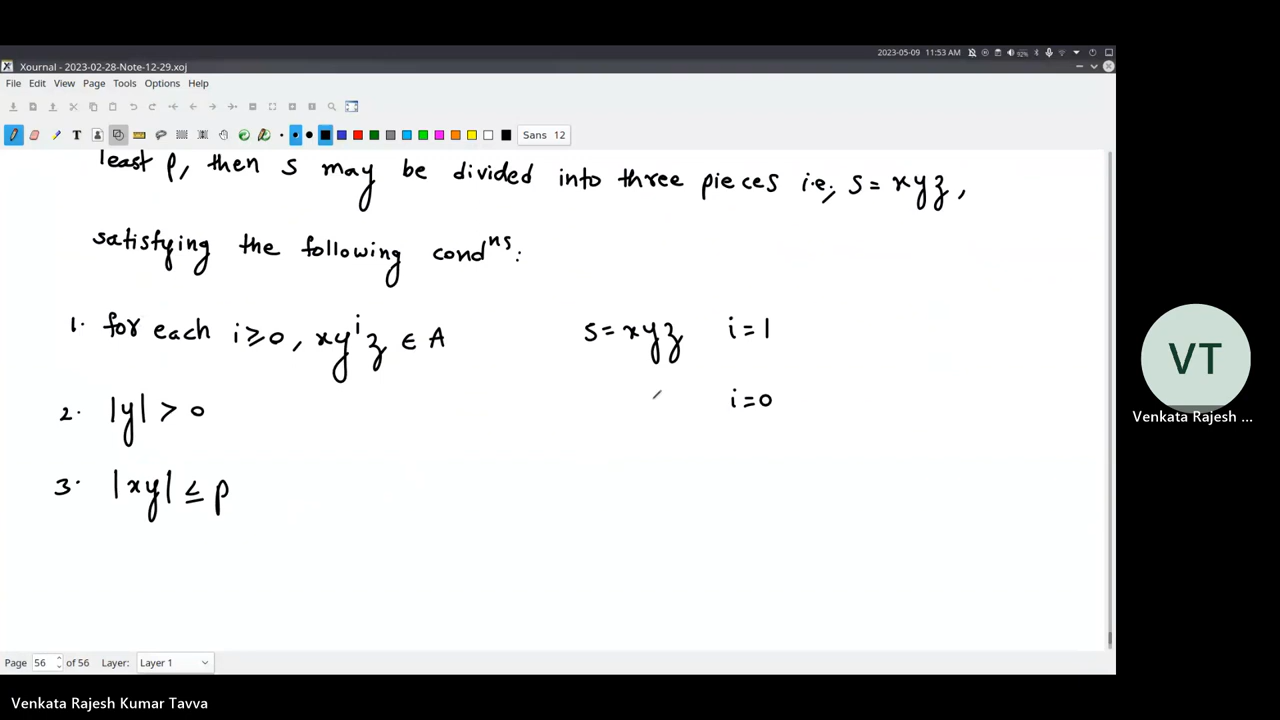 2023-05-09 11:53 AM 92%
Xournal - 2023-02-28-Note-12-29.xoj
File Edit View Page Tools Options Help
T Sans 12
least p, then s may be divided into three pieces i.e; s = xyz,
satisfying the following condⁿˢ:
1. for each i ≥ 0, xyⁱz ∈ A s = xyz i = 1
2. |y| > 0 i = 0
3. |xy| ≤ p
VT
Venkata Rajesh ...
Page 56 of 56 Layer: Layer 1
Venkata Rajesh Kumar Tavva